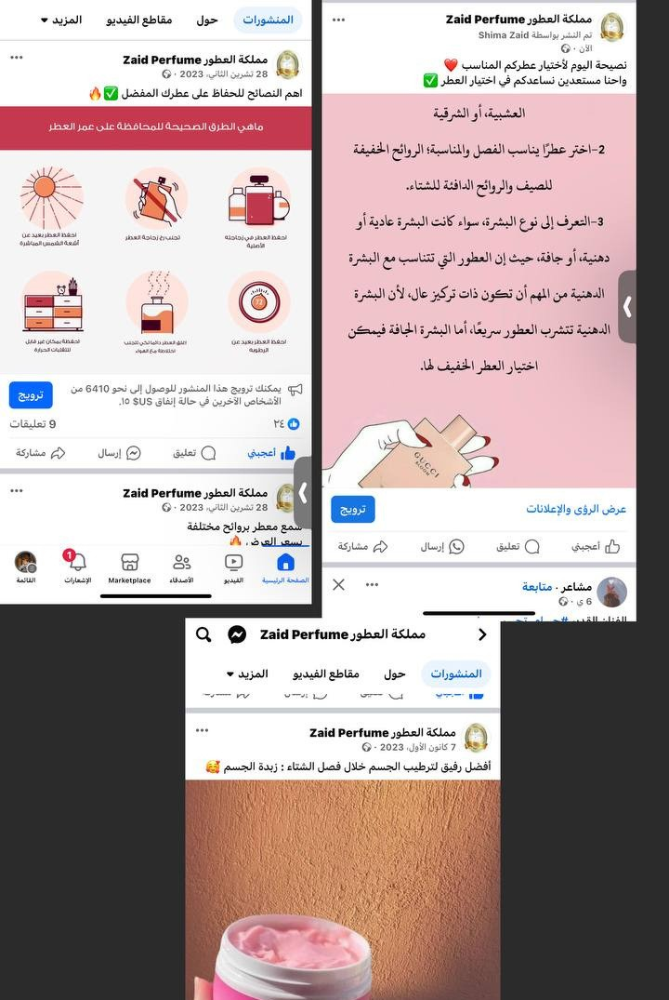 المنشورات
حول
مقاطع الفيديو
المزيد
مملكة العطور Zaid Perfume
28 تشرين الثاني، 2023
اهم النصائح للحفاظ على عطرك المفضل
ماهي الطرق الصحيحة للمحافظة على عمر العطر
احفظ العطر في زجاجته
الأصلية
تجنب رج زجاجة العطر
احفظ العطر بعيد عن
أشعة الشمس المباشرة
72
احفظ العطر بعيد عن
الرطوبه
اغلق العطر دائما لكي تتجنب
اختلاطة مع الهواء
احفظة بمكان غير قابل
للتقلبات الحرارة
يمكنك ترويج هذا المنشور للوصول إلى نحو 6410 من
الأشخاص الآخرين في حالة إنفاق US$ ١٥.
ترويج
٢٤
9 تعليقات
أعجبني
تعليق
إرسال
مشاركة
مملكة العطور Zaid Perfume
28 تشرين الثاني، 2023
شمع معطر بروائح مختلفة
بسعر العرض
الصفحة الرئيسية
الفيديو
الأصدقاء
Marketplace
1
الإشعارات
القائمة
مملكة العطور Zaid Perfume
تم النشر بواسطة Shima Zaid
الآن
نصيحة اليوم لأختيار عطركم المناسب
واحنا مستعدين نساعدكم في اختيار العطر
العشبية، أو الشرقية
2-اختر عطرًا يناسب الفصل والمناسبة؛ الروائح الخفيفة
للصيف والروائح الدافئة للشتاء.
3-التعرف إلى نوع البشرة، سواء كانت البشرة عادية أو
دهنية، أو جافة، حيث إن العطور التي تتناسب مع البشرة
الدهنية من المهم أن تكون ذات تركيز عال، لأن البشرة
الدهنية تتشرب العطور سريعًا، أما البشرة الجافة فيمكن
اختيار العطر الخفيف لها.
GUCCI
BLOOM
عرض الرؤى والإعلانات
ترويج
أعجبني
تعليق
إرسال
مشاركة
مشاعر · متابعة
6 ي
مملكة العطور Zaid Perfume
المنشورات
حول
مقاطع الفيديو
المزيد
مملكة العطور Zaid Perfume
7 كانون الأول، 2023
أفضل رفيق لترطيب الجسم خلال فصل الشتاء : زبدة الجسم